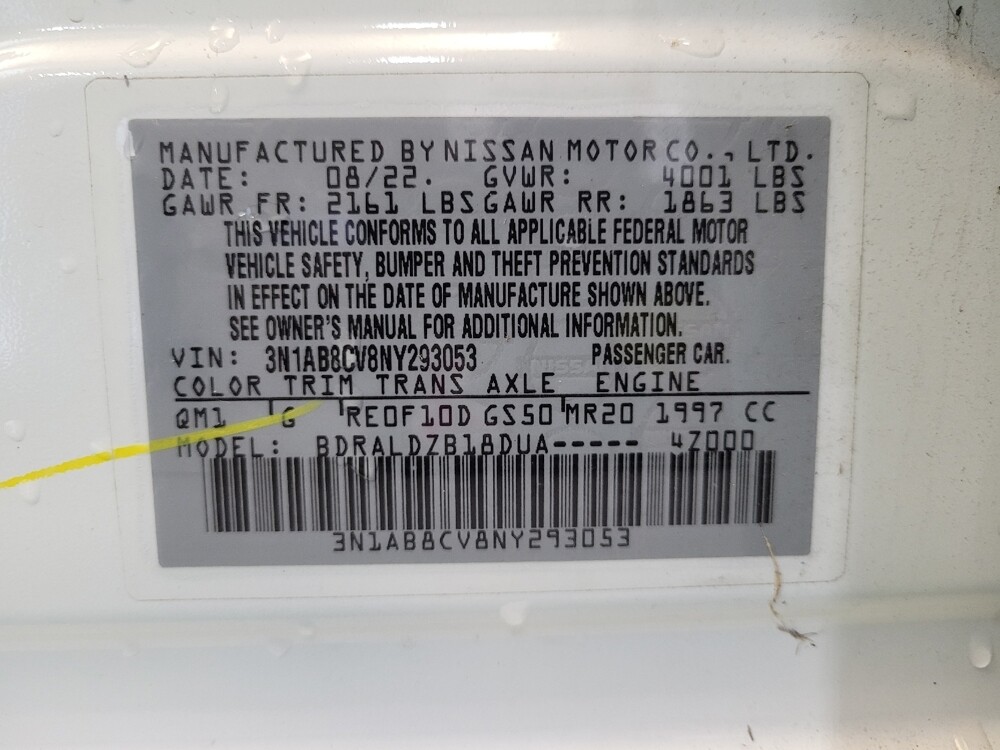 MANUFACTURED BY NISSAN MOTOR CO., LTD.
DATE: 08/22. GVWR: 4001 LBS
GAWR FR: 2161 LBS GAWR RR: 1863 LBS
THIS VEHICLE CONFORMS TO ALL APPLICABLE FEDERAL MOTOR
VEHICLE SAFETY, BUMPER AND THEFT PREVENTION STANDARDS
IN EFFECT ON THE DATE OF MANUFACTURE SHOWN ABOVE.
SEE OWNER'S MANUAL FOR ADDITIONAL INFORMATION.
VIN: 3N1AB8CV8NY293053 PASSENGER CAR.
COLOR TRIM TRANS AXLE ENGINE
QM1 G RE0F10D GS50 MR20 1997 CC
MODEL: BDRALDZB18DUA----- 4Z000
3N1AB8CV8NY293053